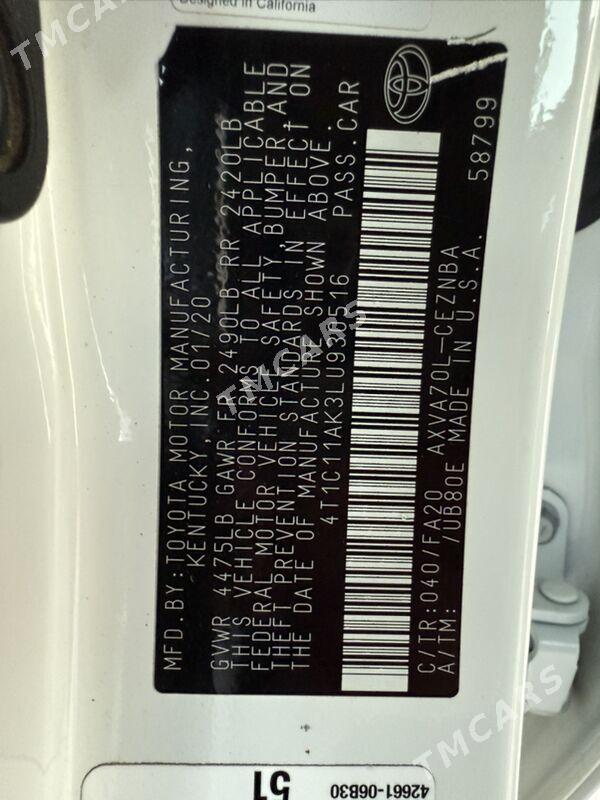 Designed in California
MFD. BY: TOYOTA MOTOR MANUFACTURING,
KENTUCKY, INC. 01/20
GVWR 4475LB GAWR FR 2490LB RR 2420LB
THIS VEHICLE CONFORMS TO ALL APPLICABLE
FEDERAL MOTOR VEHICLE SAFETY, BUMPER, AND
THEFT PREVENTION STANDARDS IN EFFECT ON
THE DATE OF MANUFACTURE SHOWN ABOVE.
PASS. CAR
C/TR: 040/FA20 AXVA70L-CEZNBA
A/TM: /UB80E MADE IN U.S.A. 58799
51
42661-06B30
TMCARS
TMCARS
TMCARS
TMCARS
TMCARS